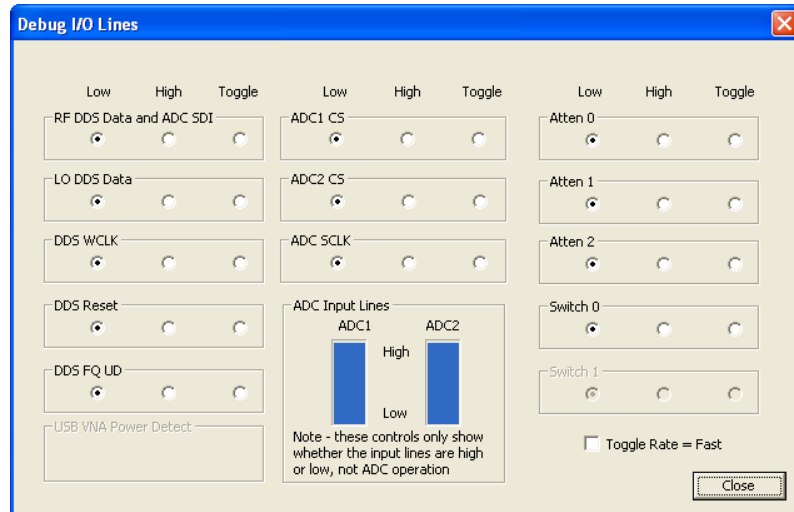 Debug I/O Lines
Low High Toggle Low High Toggle Low High Toggle
RF DDS Data and ADC SDI
LO DDS Data
DDS WCLK
DDS Reset
DDS FQ UD
USB VNA Power Detect
ADC1 CS
ADC2 CS
ADC SCLK
ADC Input Lines
ADC1 ADC2
High
Low
Note - these controls only show
whether the input lines are high
or low, not ADC operation
Atten 0
Atten 1
Atten 2
Switch 0
Switch 1
Toggle Rate = Fast
Close